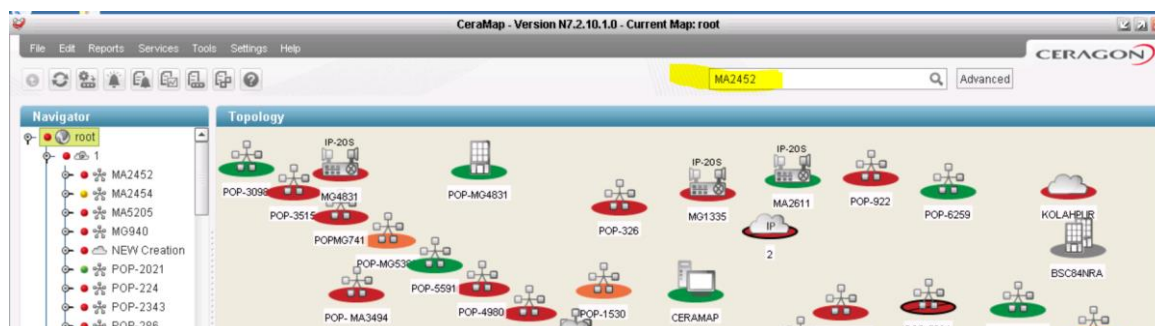 CeraMap - Version N7.2.10.1.0 - Current Map: root
File Edit Reports Services Tools Settings Help
CERAGON
MA2452
Advanced
Navigator
Topology
root
1
MA2452
MA2454
MA5205
MG940
NEW Creation
POP-2021
POP-224
POP-2343
IP-20S
IP-20S
IP-20S
POP-3098
MG4831
POP-MG4831
POP-3515
MG1335
MA2611
POP-922
POP-6259
KOLAHPUR
POPMG741
POP-326
IP
2
BSC84NRA
POP-5591
POP- MA3494
POP-4980
POP-1530
CERAMAP